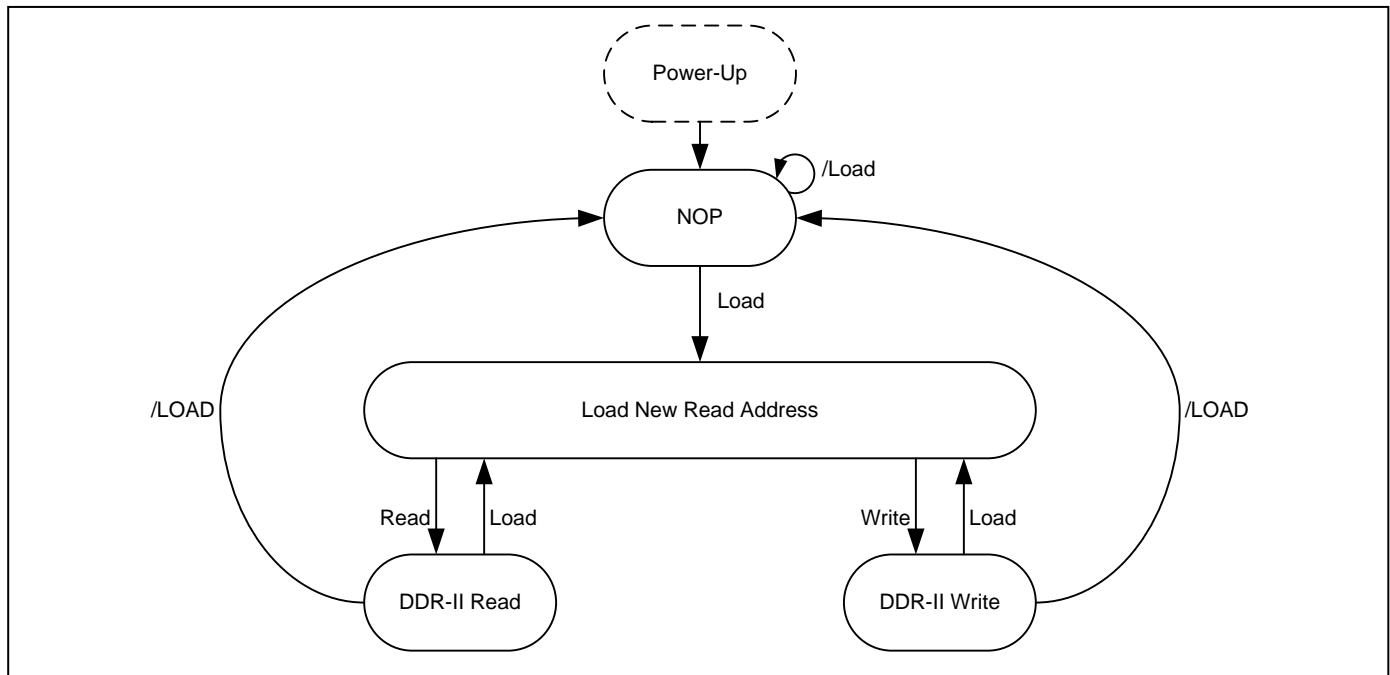 Power-Up
/Load
NOP
Load
Load New Read Address
/LOAD
/LOAD
Read
Load
Write
Load
DDR-II Read
DDR-II Write